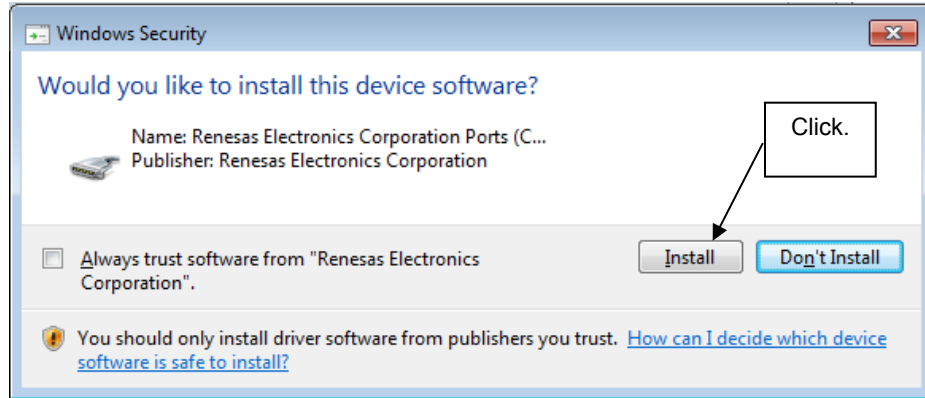 Windows Security
Would you like to install this device software?
Name: Renesas Electronics Corporation Ports (C...
Publisher: Renesas Electronics Corporation
Click.
Always trust software from "Renesas Electronics
Corporation".
Install
Don't Install
You should only install driver software from publishers you trust. How can I decide which device
software is safe to install?